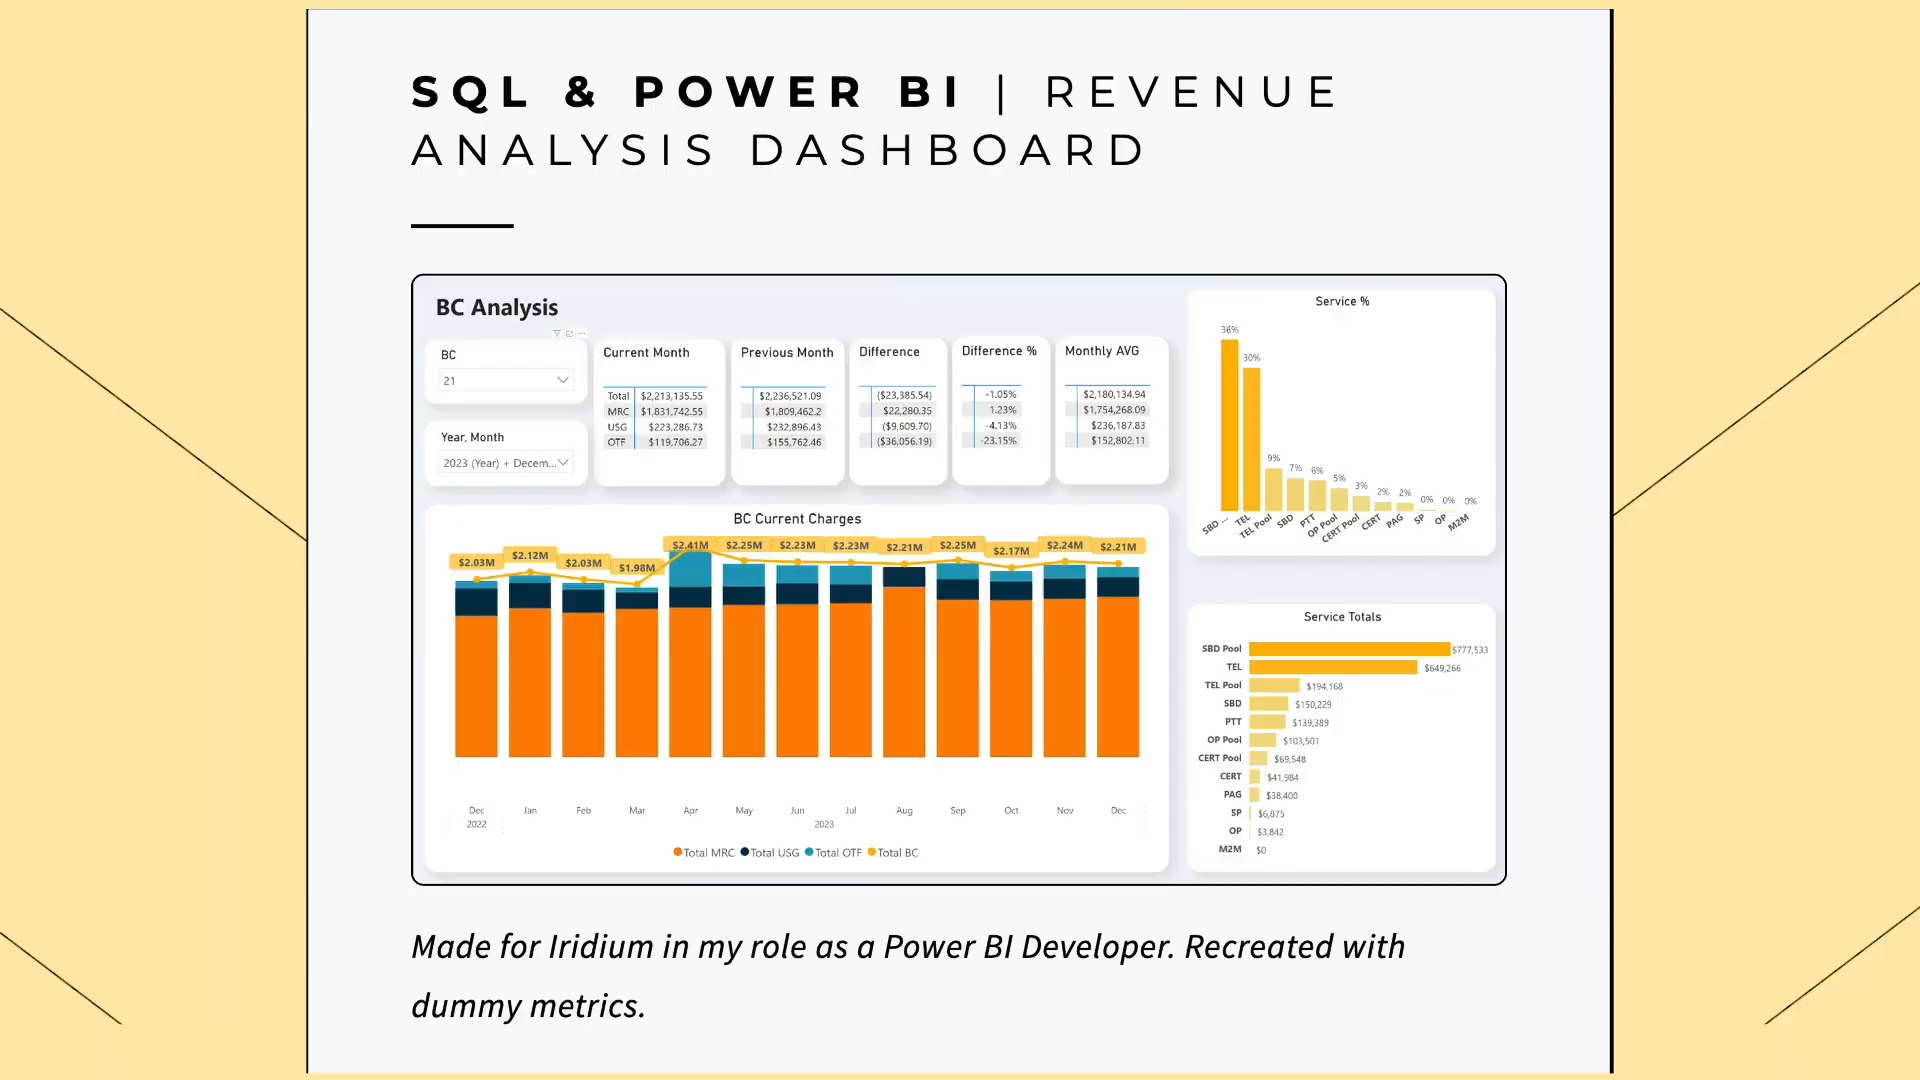 SQL & POWER BI | REVENUE
ANALYSIS DASHBOARD
BC Analysis
BC
21
Year, Month
2023 (Year) + Decem...
Current Month
Total $2,213,135.55
MRC $1,831,742.55
USG $223,286.73
OTF $119,706.27
Previous Month
$2,236,521.09
$1,809,462.2
$232,896.43
$155,762.46
Difference
($23,385.54)
$22,280.35
($9,609.70)
($36,056.19)
Difference %
-1.05%
1.23%
-4.13%
-23.15%
Monthly AVG
$2,180,134.94
$1,754,268.09
$236,187.83
$152,802.11
BC Current Charges
$2.03M $2.12M $2.03M $1.98M $2.41M $2.25M $2.23M $2.23M $2.21M $2.25M $2.17M $2.24M $2.21M
Dec Jan Feb Mar Apr May Jun Jul Aug Sep Oct Nov Dec
2022 2023
Total MRC Total USG Total OTF Total BC
Service %
36% 30% 9% 7% 6% 5% 3% 2% 2% 0% 0% 0%
SBD ... TEL TEL Pool SBD PTT OP Pool CERT Pool CERT PAG SP OP M2M
Service Totals
SBD Pool $777,533
TEL $649,266
TEL Pool $194,168
SBD $150,229
PTT $139,389
OP Pool $103,501
CERT Pool $69,548
CERT $41,984
PAG $38,400
SP $6,875
OP $3,842
M2M $0
Made for Iridium in my role as a Power BI Developer. Recreated with
dummy metrics.